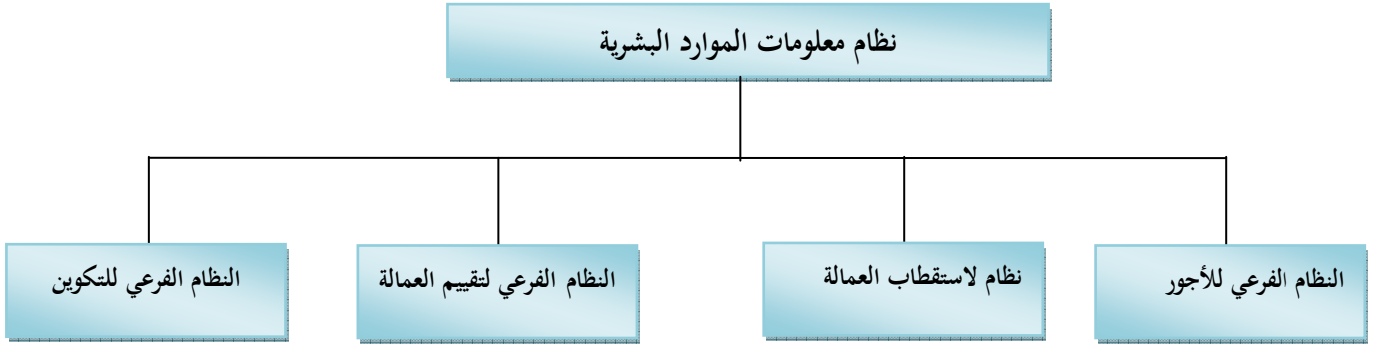 نظام معلومات الموارد البشرية
النظام الفرعي للأجور
نظام لاستقطاب العمالة
النظام الفرعي لتقييم العمالة
النظام الفرعي للتكوين